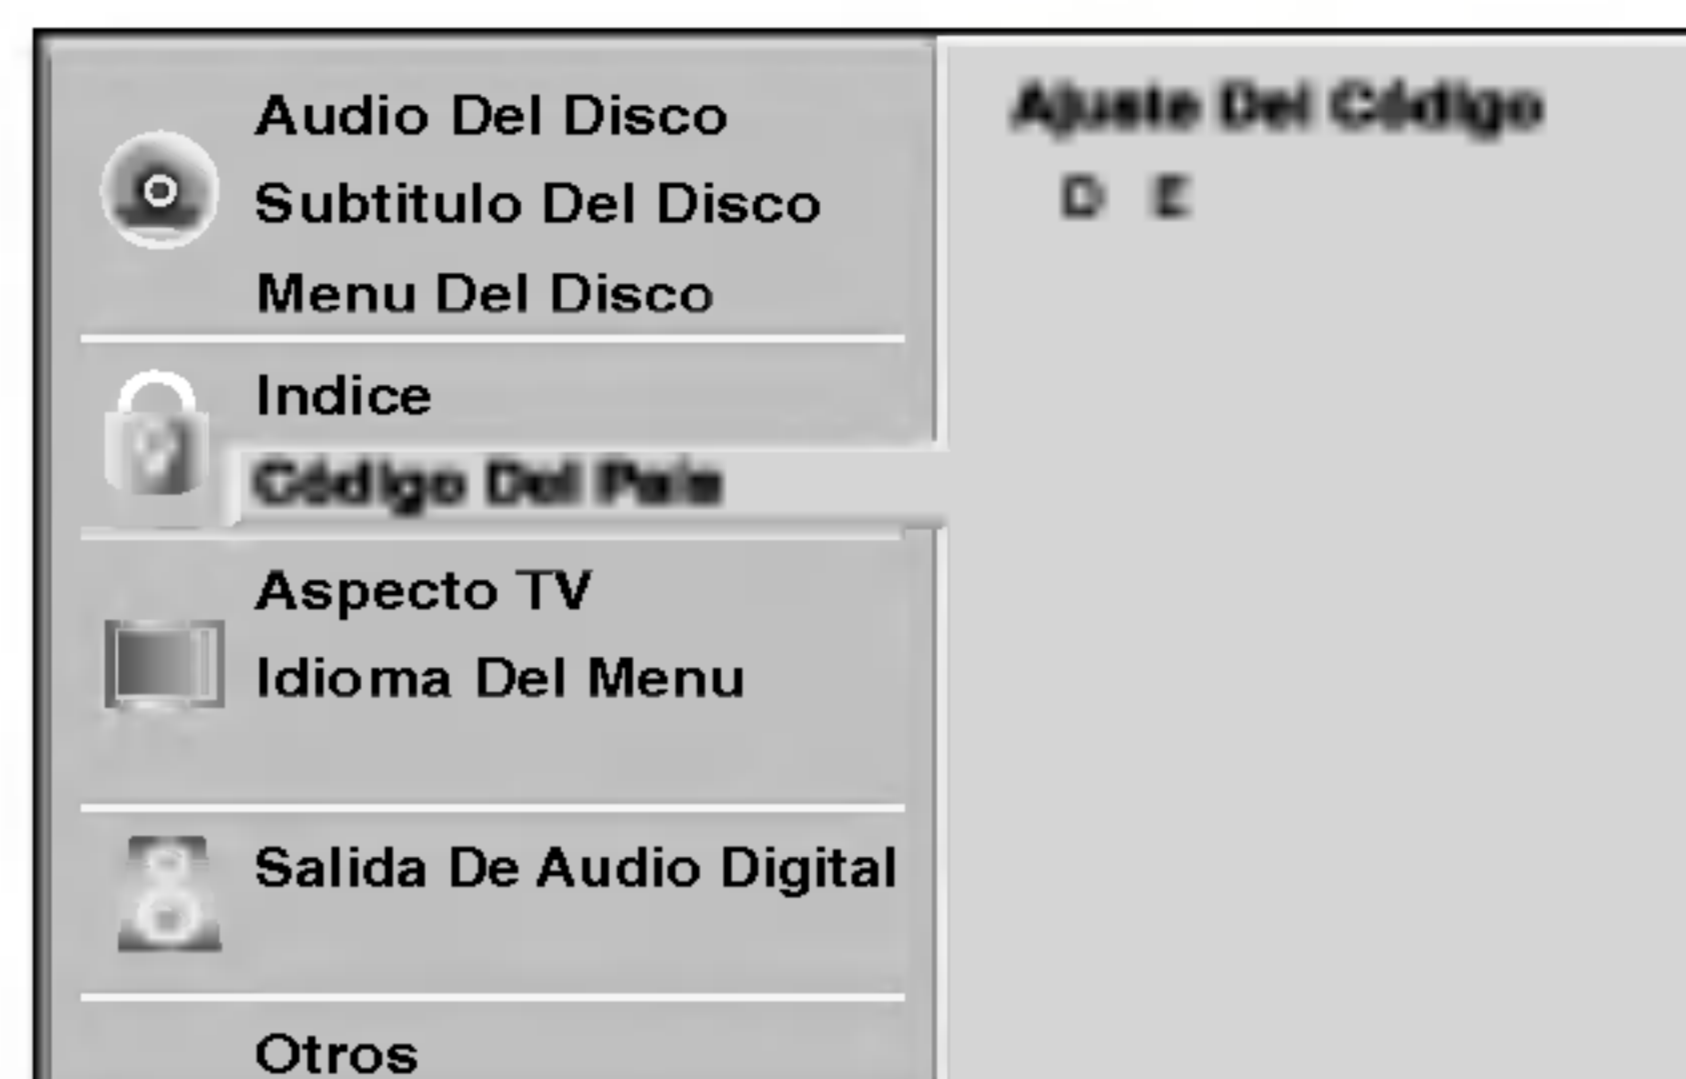 Audio Del Disco
Subtitulo Del Disco
Menu Del Disco
Indice
Código Del Pais
Aspecto TV
Idioma Del Menu
Salida De Audio Digital
Otros
Ajuste Del Código
D E